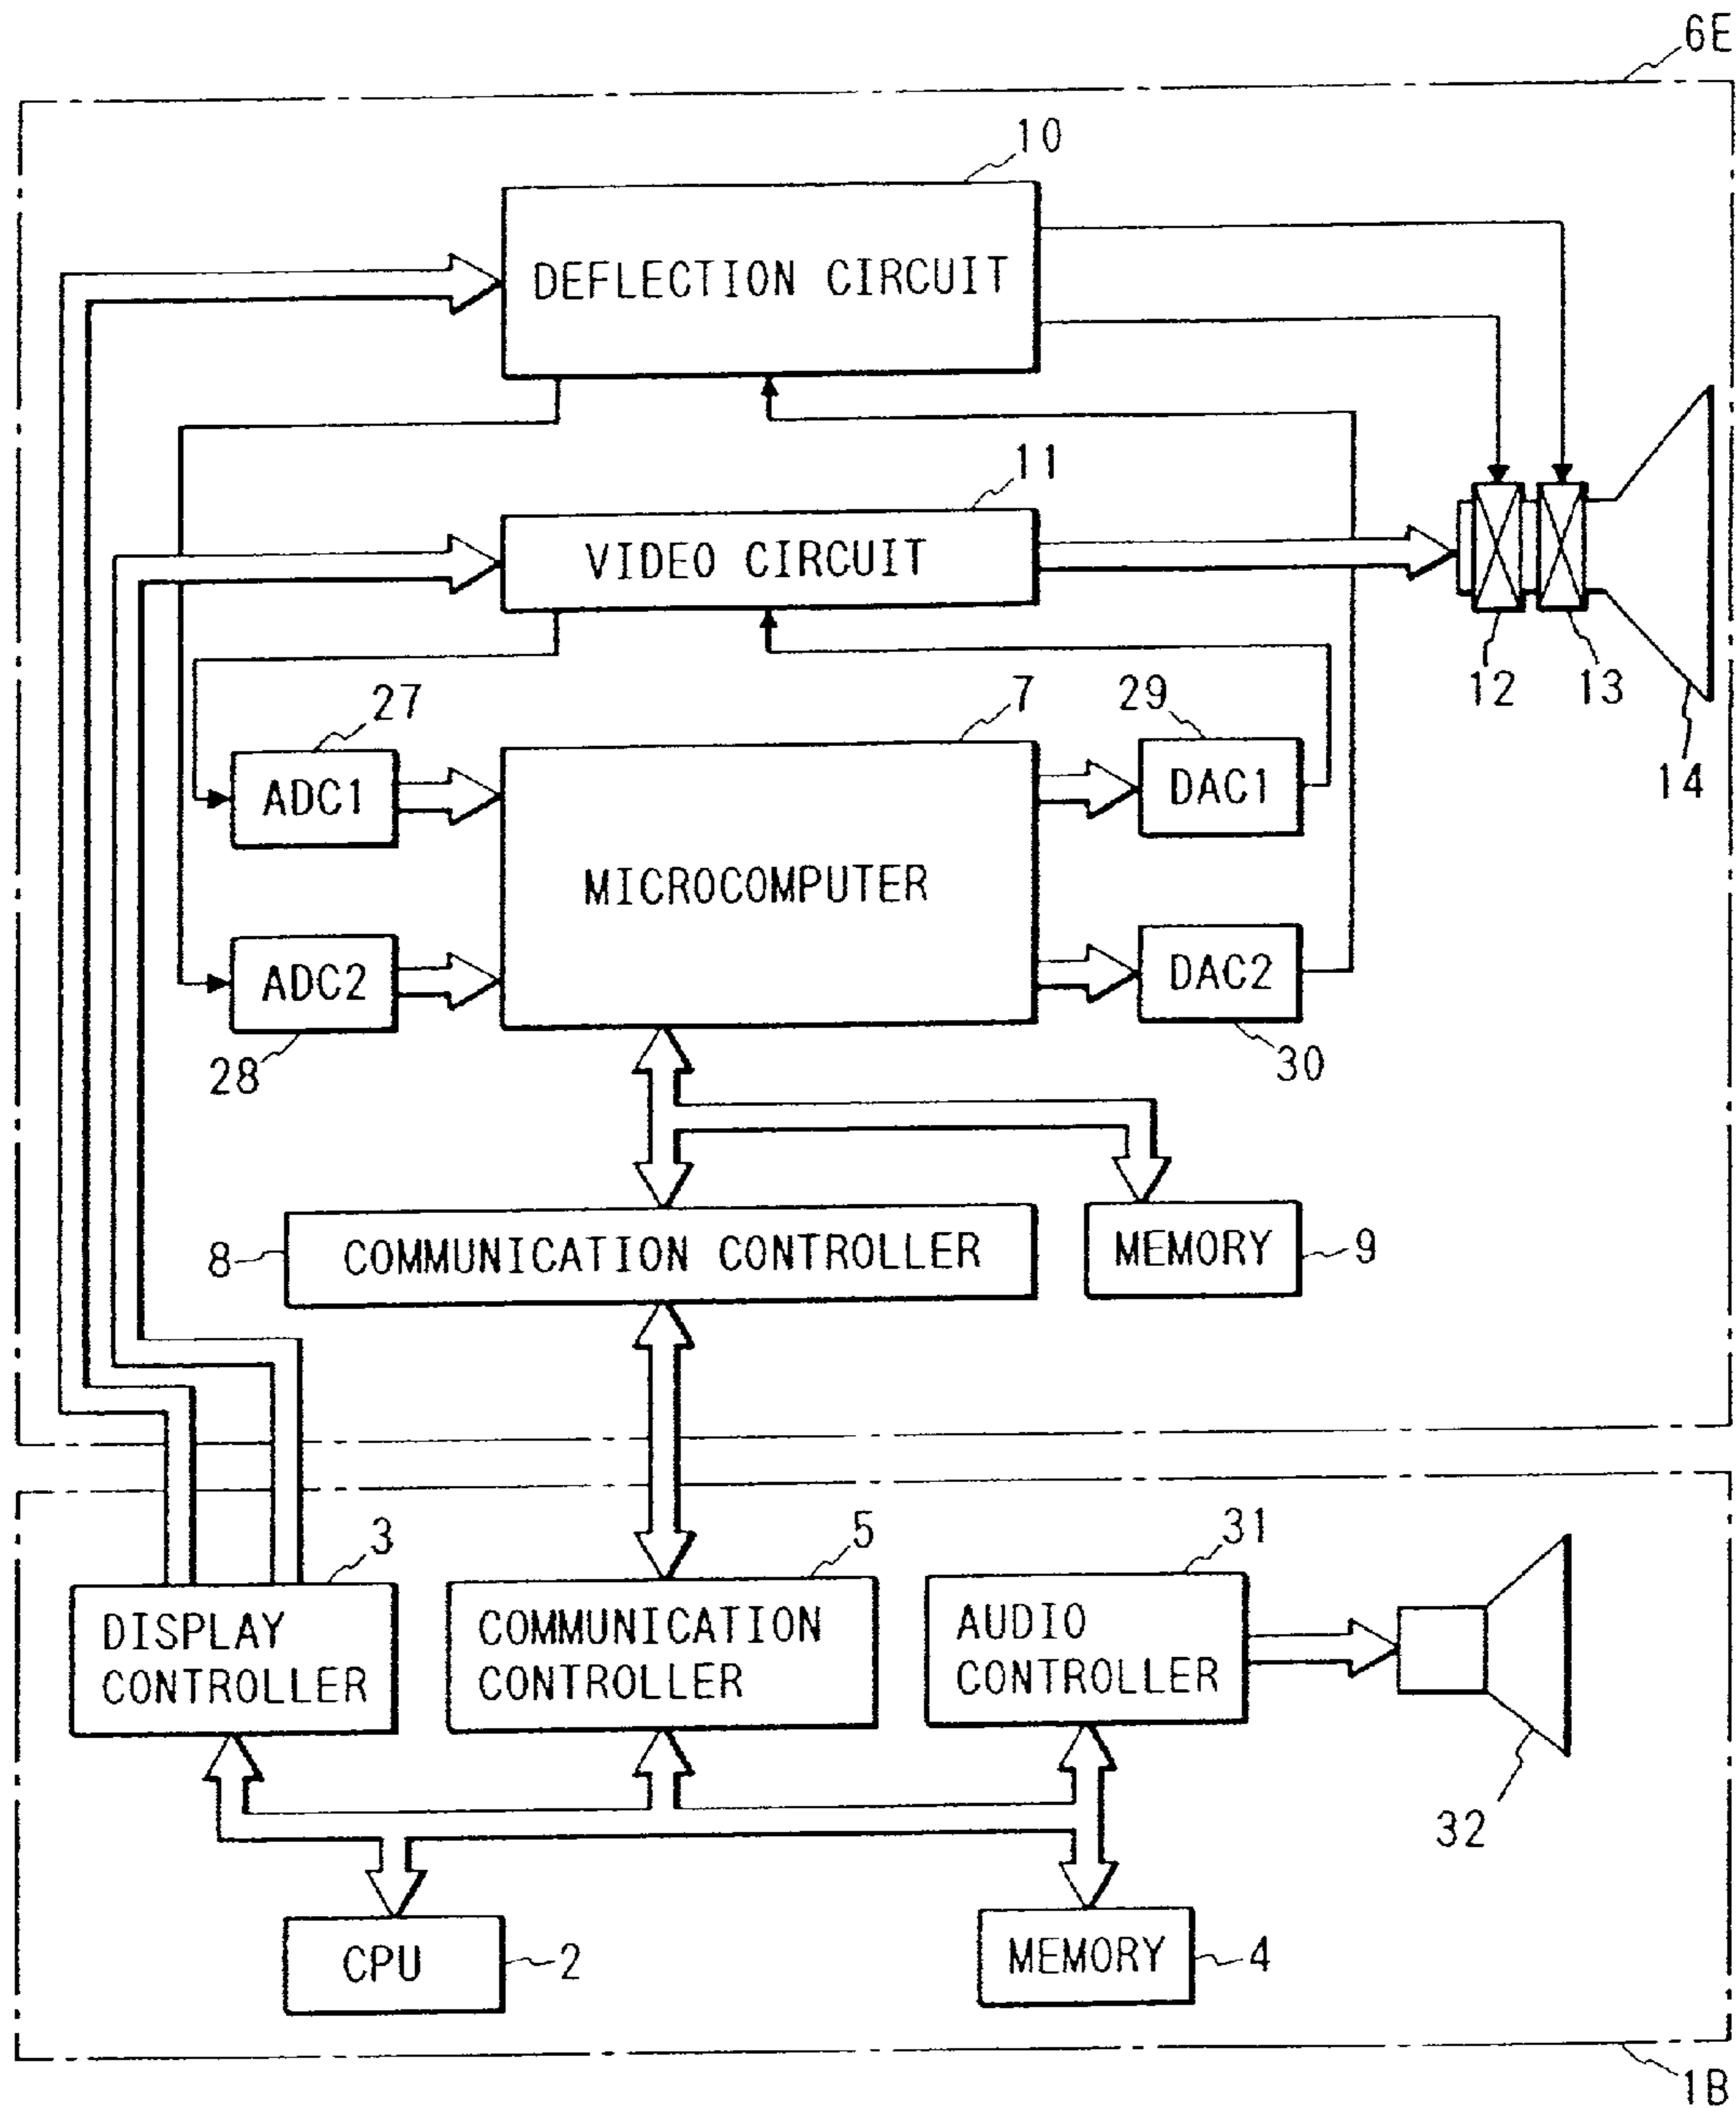 6E
10
DEFLECTION CIRCUIT
11
VIDEO CIRCUIT
12
13
14
27
7
29
ADC1
DAC1
MICROCOMPUTER
ADC2
DAC2
28
30
8
COMMUNICATION CONTROLLER
MEMORY
9
3
5
31
DISPLAY
CONTROLLER
COMMUNICATION
CONTROLLER
AUDIO
CONTROLLER
32
CPU
2
MEMORY
4
1B